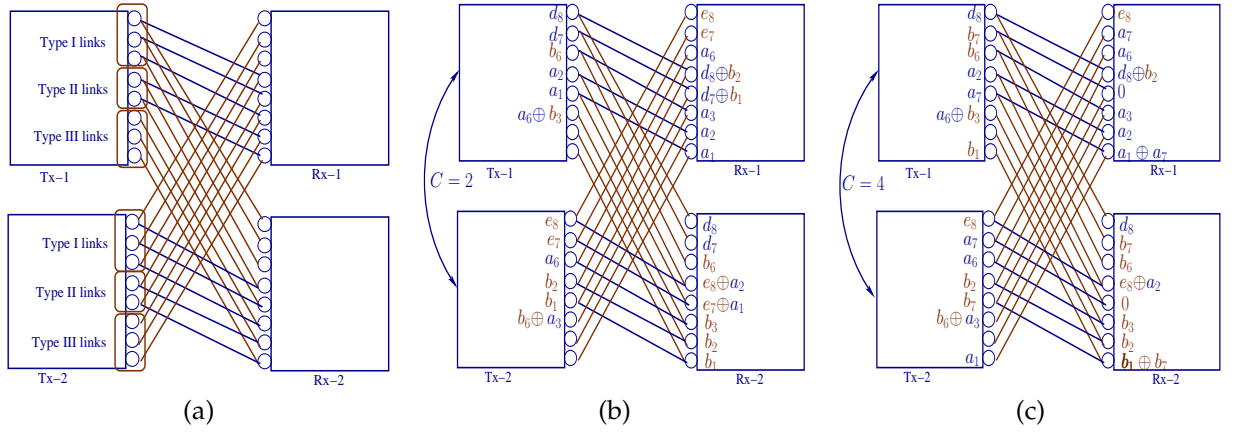 Type I links
Type II links
Type III links
Tx−1
Rx−1
Type I links
Type II links
Type III links
Tx−2
Rx−2
(a)
d₈
d₇
b₆
a₂
a₁
a₆⊕b₃
Tx−1
e₈
e₇
a₆
d₈⊕b₂
d₇⊕b₁
a₃
a₂
a₁
Rx−1
C = 2
e₈
e₇
a₆
b₂
b₁
b₆⊕a₃
Tx−2
d₈
d₇
b₆
e₈⊕a₂
e₇⊕a₁
b₃
b₂
b₁
Rx−2
(b)
d₈
b₇
b₆
a₂
a₇
a₆⊕b₃
b₁
Tx−1
e₈
a₇
a₆
d₈⊕b₂
0
a₃
a₂
a₁⊕a₇
Rx−1
C = 4
e₈
a₇
a₆
b₂
b₇
b₆⊕a₃
a₁
Tx−2
d₈
b₇
b₆
e₈⊕a₂
0
b₃
b₂
b₁⊕b₇
Rx−2
(c)